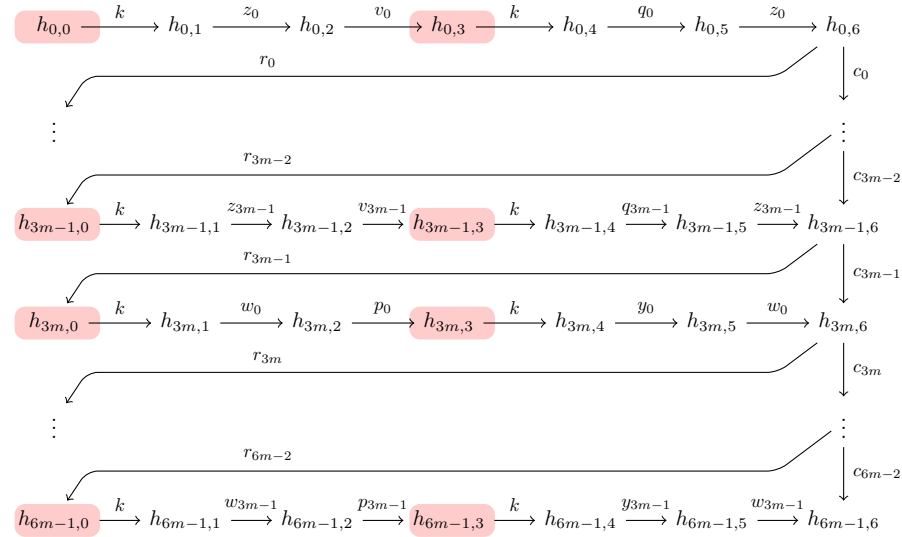 k z_0 v_0 k q_0 z_0
h_{0,0} h_{0,1} h_{0,2} h_{0,3} h_{0,4} h_{0,5} h_{0,6}
r_0 c_0
⋮ ⋮
r_{3m−2} c_{3m−2}
k z_{3m−1} v_{3m−1} k q_{3m−1} z_{3m−1}
h_{3m−1,0} h_{3m−1,1} h_{3m−1,2} h_{3m−1,3} h_{3m−1,4} h_{3m−1,5} h_{3m−1,6}
r_{3m−1} c_{3m−1}
k w_0 p_0 k y_0 w_0
h_{3m,0} h_{3m,1} h_{3m,2} h_{3m,3} h_{3m,4} h_{3m,5} h_{3m,6}
r_{3m} c_{3m}
⋮ ⋮
r_{6m−2} c_{6m−2}
k w_{3m−1} p_{3m−1} k y_{3m−1} w_{3m−1}
h_{6m−1,0} h_{6m−1,1} h_{6m−1,2} h_{6m−1,3} h_{6m−1,4} h_{6m−1,5} h_{6m−1,6}